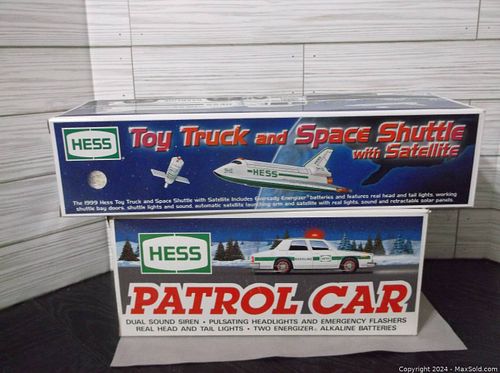 HESS
Toy Truck and Space Shuttle
with Satellite
HESS
The 1999 Hess Toy Truck and Space Shuttle with Satellite includes Eveready Energizer batteries and features real head and tail lights, working
shuttle bay doors, shuttle lights and sound, automatic satellite launching arm and satellite with real lights, sound and retractable solar panels.
HESS
PATROL CAR
DUAL SOUND SIREN • PULSATING HEADLIGHTS AND EMERGENCY FLASHERS
REAL HEAD AND TAIL LIGHTS • TWO ENERGIZER® ALKALINE BATTERIES
Copyright 2024 - MaxSold.com